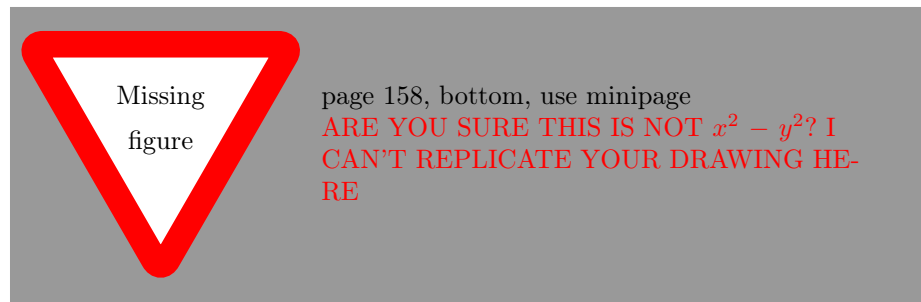 Missing
figure
page 158, bottom, use minipage
ARE YOU SURE THIS IS NOT x² − y²? I
CAN'T REPLICATE YOUR DRAWING HE-
RE